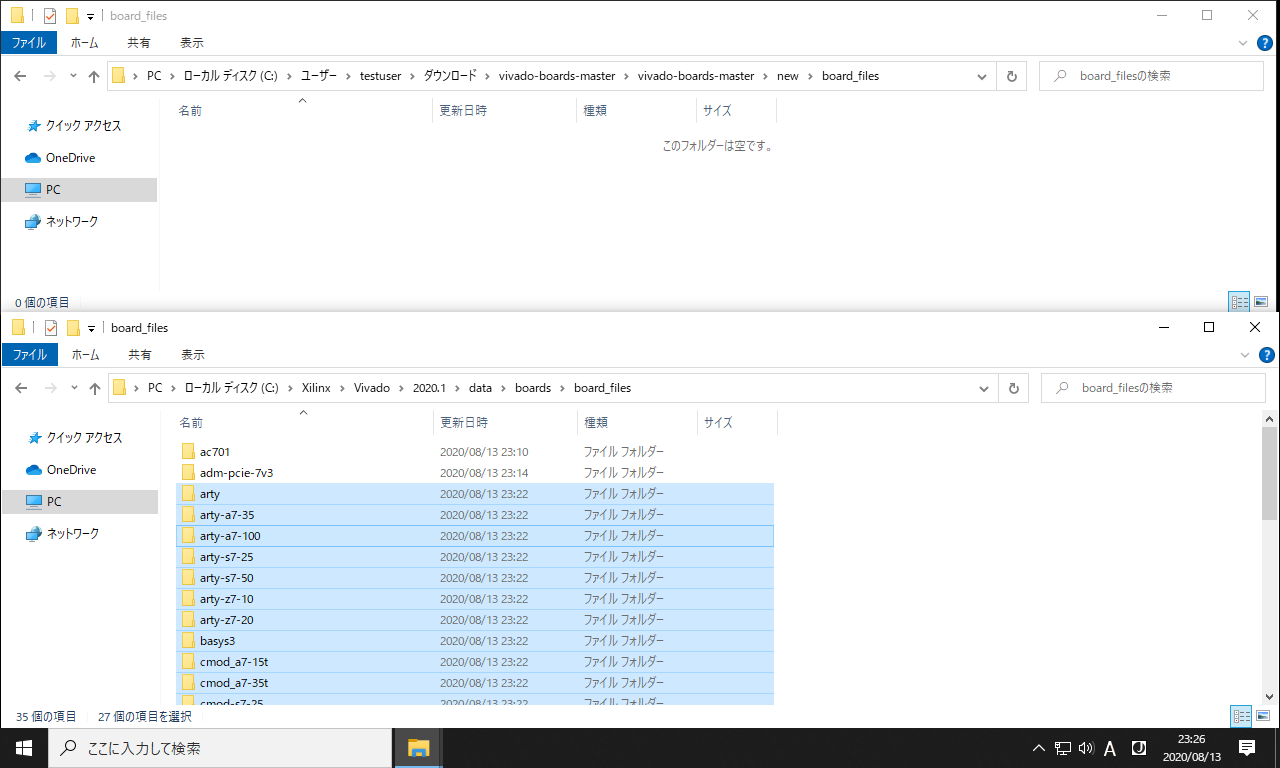 board_files
ファイル ホーム 共有 表示
PC › ローカル ディスク (C:) › ユーザー › testuser › ダウンロード › vivado-boards-master › vivado-boards-master › new › board_files
board_filesの検索
名前 更新日時 種類 サイズ
クイック アクセス
このフォルダーは空です。
OneDrive
PC
ネットワーク
0 個の項目
board_files
ファイル ホーム 共有 表示
PC › ローカル ディスク (C:) › Xilinx › Vivado › 2020.1 › data › boards › board_files
board_filesの検索
名前 更新日時 種類 サイズ
クイック アクセス
OneDrive
PC
ネットワーク
ac701 2020/08/13 23:10 ファイル フォルダー
adm-pcie-7v3 2020/08/13 23:14 ファイル フォルダー
arty 2020/08/13 23:22 ファイル フォルダー
arty-a7-35 2020/08/13 23:22 ファイル フォルダー
arty-a7-100 2020/08/13 23:22 ファイル フォルダー
arty-s7-25 2020/08/13 23:22 ファイル フォルダー
arty-s7-50 2020/08/13 23:22 ファイル フォルダー
arty-z7-10 2020/08/13 23:22 ファイル フォルダー
arty-z7-20 2020/08/13 23:22 ファイル フォルダー
basys3 2020/08/13 23:22 ファイル フォルダー
cmod_a7-15t 2020/08/13 23:22 ファイル フォルダー
cmod_a7-35t 2020/08/13 23:22 ファイル フォルダー
cmod-s7-25 2020/08/13 23:22 ファイル フォルダー
35 個の項目 27 個の項目を選択
ここに入力して検索
A J
23:26
2020/08/13